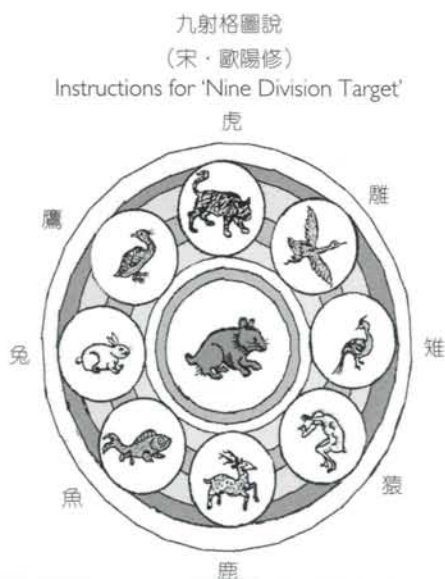 九射格圖說
(宋·歐陽修)
Instructions for 'Nine Division Target'
虎
雕
鷹
雉
兔
猿
魚
鹿